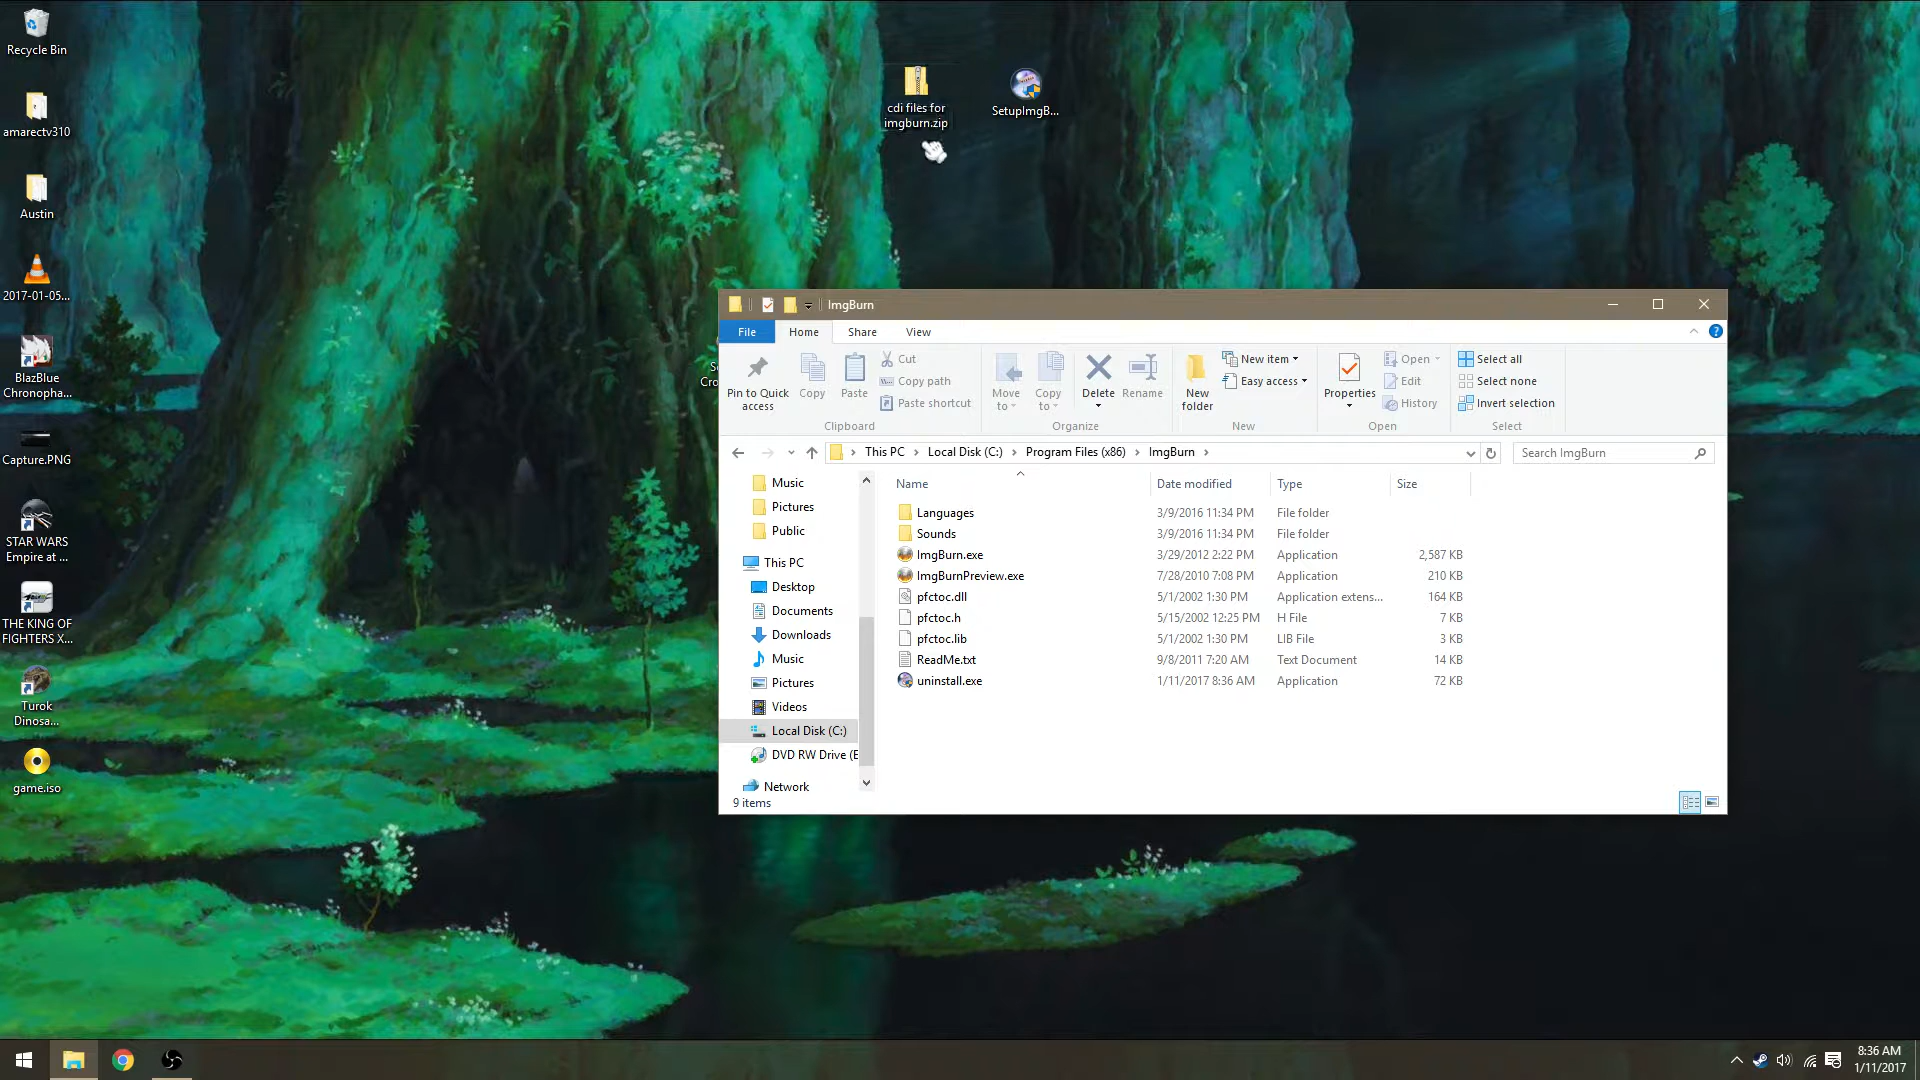 Recycle Bin
amarectv310
Austin
2017-01-05...
BlazBlue
Chronopha...
Capture.PNG
STAR WARS
Empire at ...
THE KING OF
FIGHTERS X...
Turok
Dinosa...
game.iso
cdi files for
imgburn.zip
SetupImgB...
ImgBurn
File
Home
Share
View
Pin to Quick
access
Copy
Paste
Cut
Copy path
Paste shortcut
Clipboard
Move
to
Copy
to
Delete
Rename
Organize
New
folder
New item
Easy access
New
Properties
Open
Edit
History
Open
Select all
Select none
Invert selection
Select
This PC
Local Disk (C:)
Program Files (x86)
ImgBurn
Search ImgBurn
Music
Pictures
Public
This PC
Desktop
Documents
Downloads
Music
Pictures
Videos
Local Disk (C:)
DVD RW Drive (E
Network
Name Date modified Type Size
Languages 3/9/2016 11:34 PM File folder
Sounds 3/9/2016 11:34 PM File folder
ImgBurn.exe 3/29/2012 2:22 PM Application 2,587 KB
ImgBurnPreview.exe 7/28/2010 7:08 PM Application 210 KB
pfctoc.dll 5/1/2002 1:30 PM Application extens... 164 KB
pfctoc.h 5/15/2002 12:25 PM H File 7 KB
pfctoc.lib 5/1/2002 1:30 PM LIB File 3 KB
ReadMe.txt 9/8/2011 7:20 AM Text Document 14 KB
uninstall.exe 1/11/2017 8:36 AM Application 72 KB
9 items
8:36 AM
1/11/2017